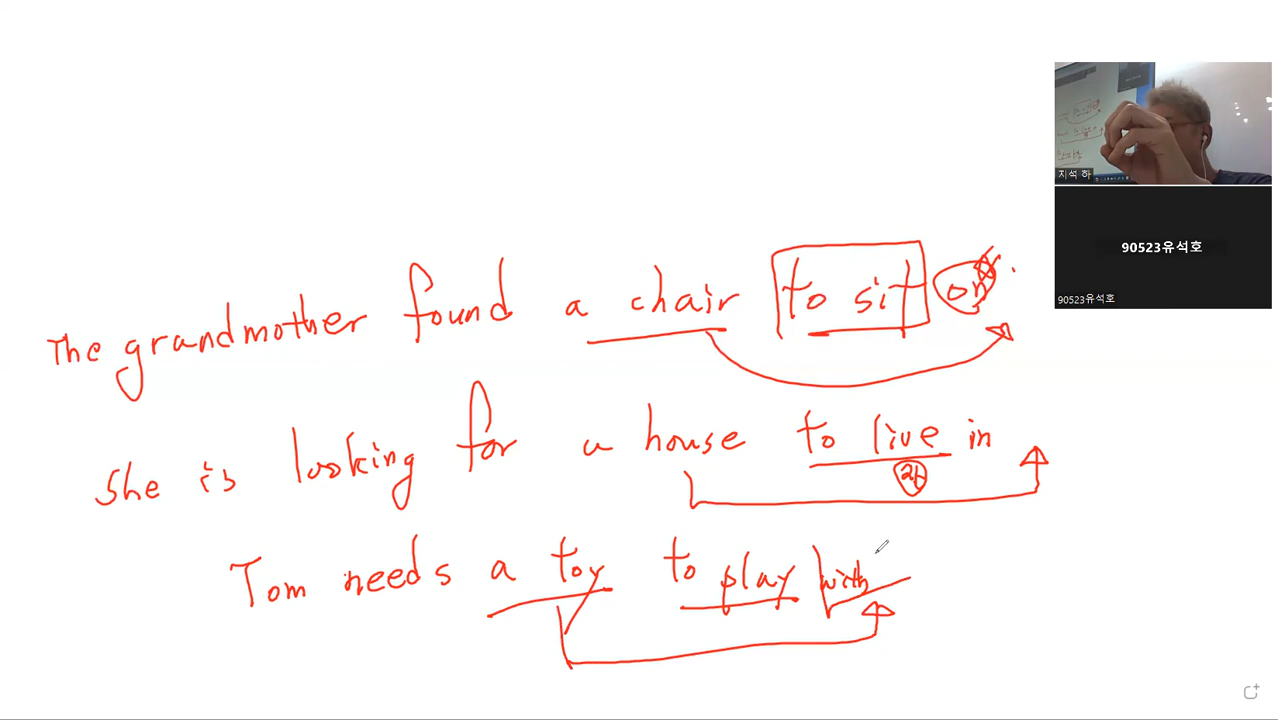 지석 하
90523유석호
90523유석호
The grandmother found a chair to sit on.
She is looking for a house to live in
자
Tom needs a toy to play with